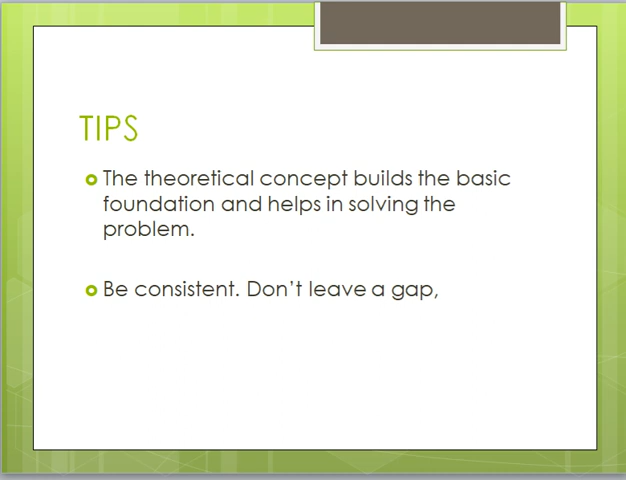 TIPS
The theoretical concept builds the basic
foundation and helps in solving the
problem.
Be consistent. Don’t leave a gap,